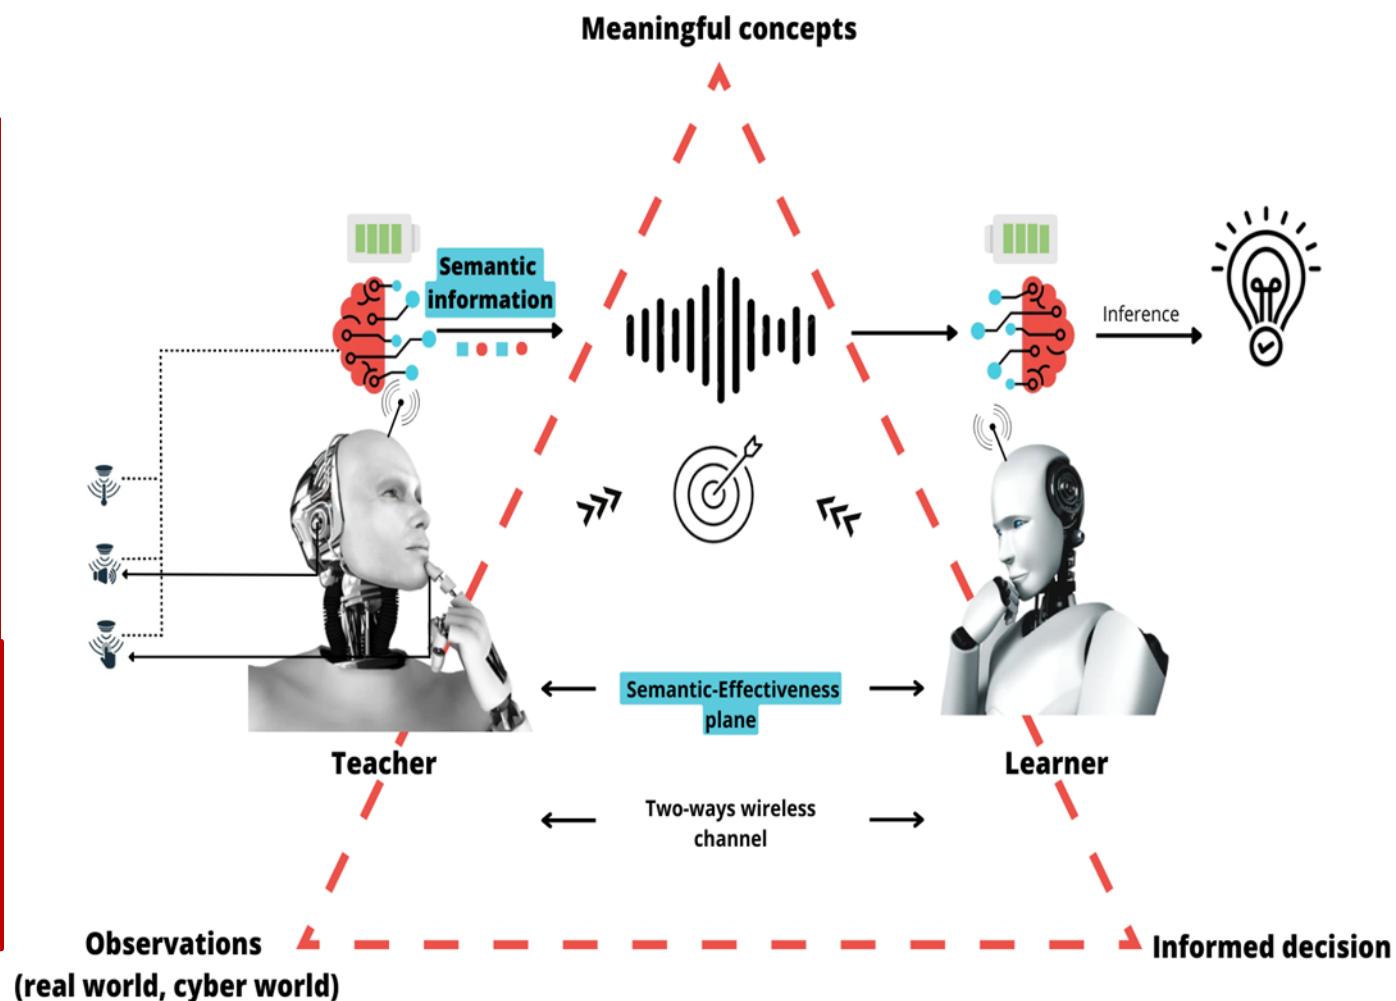 Meaningful concepts
Semantic
information
Inference
Semantic-Effectiveness
plane
Teacher
Learner
Two-ways wireless
channel
Observations
(real world, cyber world)
Informed decision